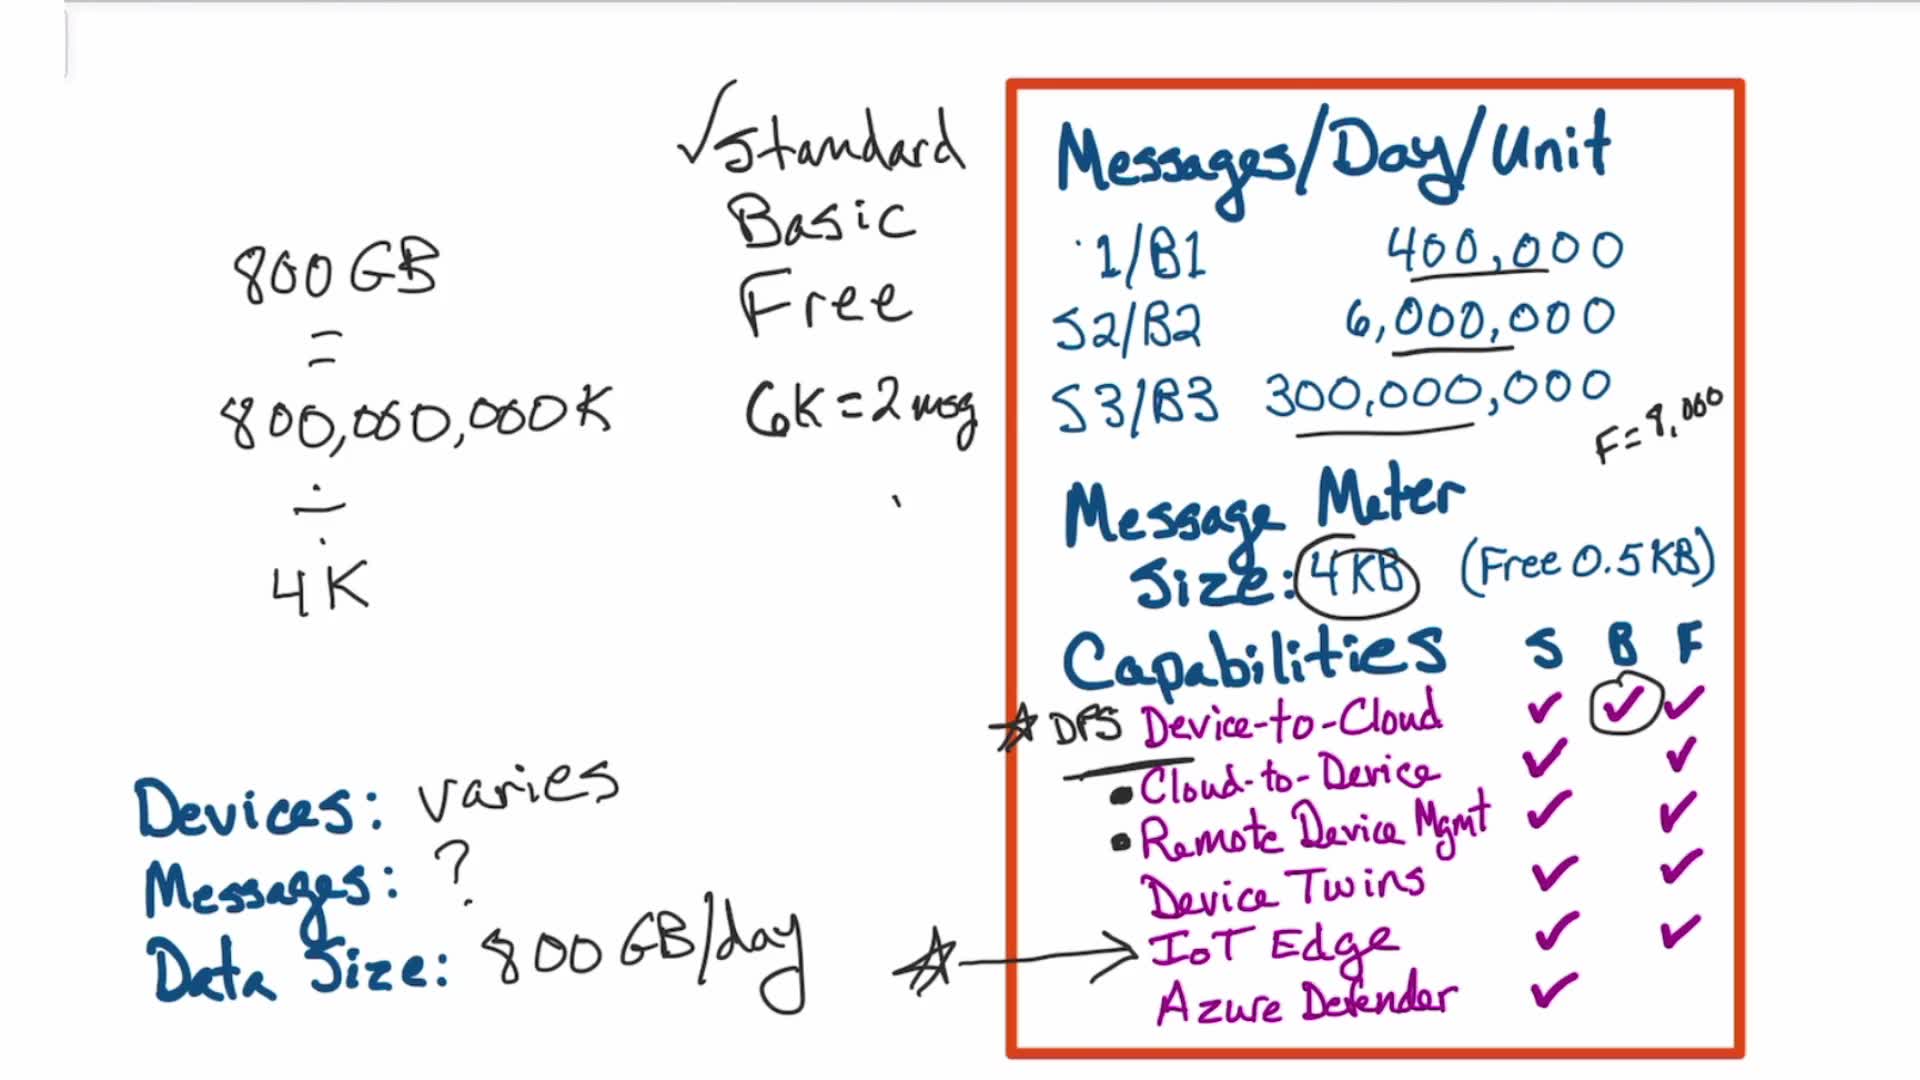 800 GB
=
800,000,000K
÷
4K
Devices: varies
Messages: ?
Data Size: 800 GB/day
√Standard
Basic
Free
6K = 2 msg
Messages/Day/Unit
1/B1 400,000
S2/B2 6,000,000
S3/B3 300,000,000
F=8,000
Message Meter
Size: 4KB (Free 0.5KB)
Capabilities S B F
DPS Device-to-Cloud ✓ ✓ ✓
• Cloud-to-Device ✓ ✓
• Remote Device Mgmt ✓ ✓
Device Twins ✓ ✓
IoT Edge ✓ ✓
Azure Defender ✓